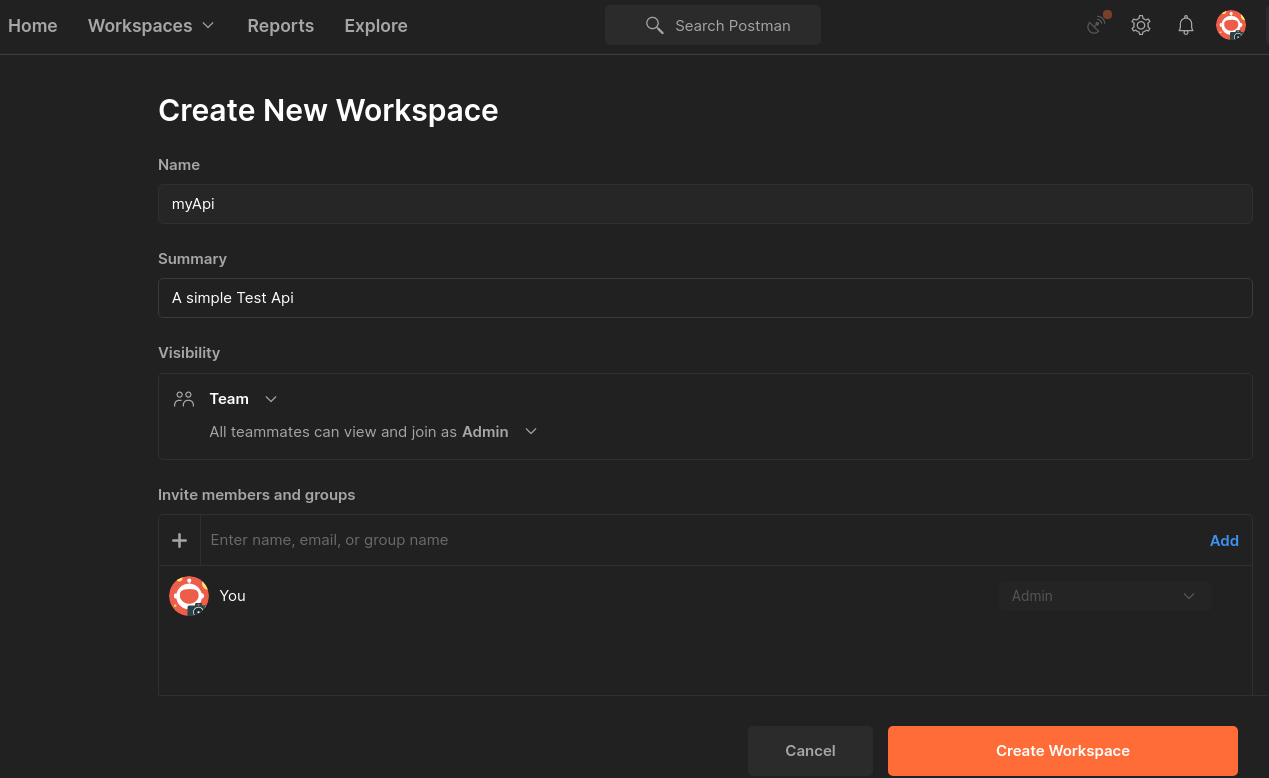 Home Workspaces Reports Explore Search Postman
Create New Workspace
Name
myApi
Summary
A simple Test Api
Visibility
Team
All teammates can view and join as Admin
Invite members and groups
Enter name, email, or group name Add
You Admin
Cancel Create Workspace